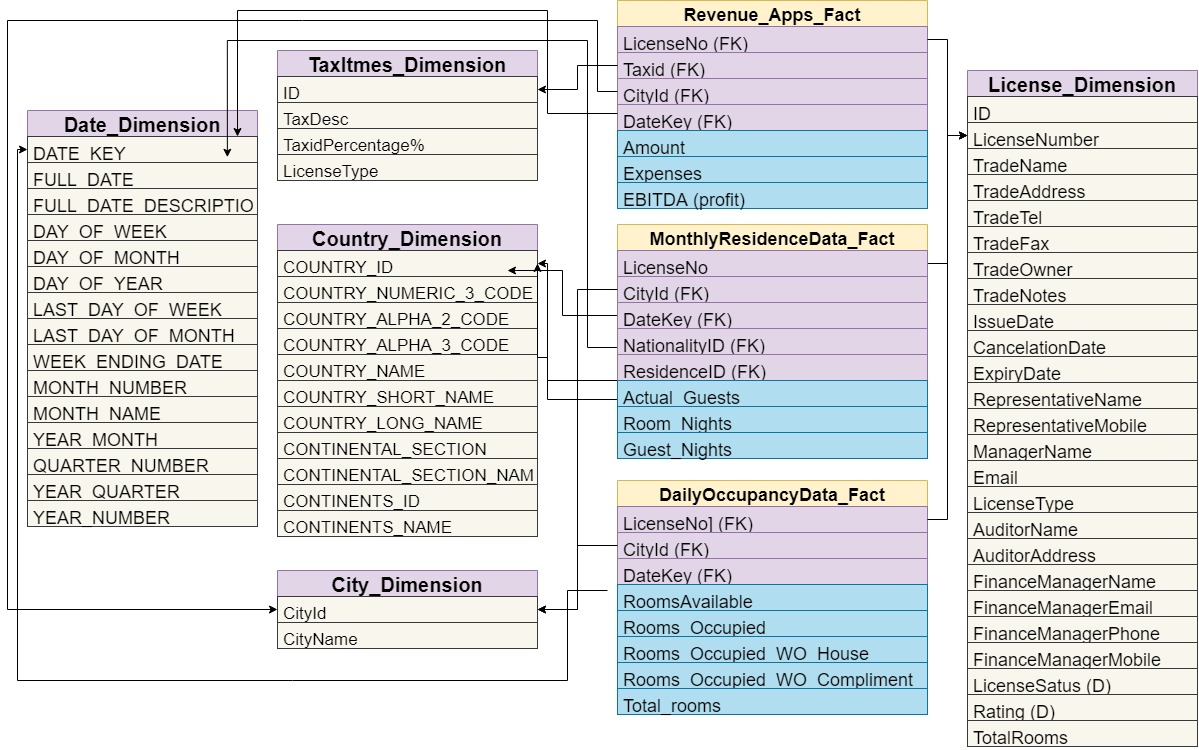 Revenue_Apps_Fact
LicenseNo (FK)
Taxid (FK)
CityId (FK)
DateKey (FK)
Amount
Expenses
EBITDA (profit)
TaxItmes_Dimension
ID
TaxDesc
TaxidPercentage%
LicenseType
License_Dimension
ID
LicenseNumber
TradeName
TradeAddress
TradeTel
TradeFax
TradeOwner
TradeNotes
IssueDate
CancelationDate
ExpiryDate
RepresentativeName
RepresentativeMobile
ManagerName
Email
LicenseType
AuditorName
AuditorAddress
FinanceManagerName
FinanceManagerEmail
FinanceManagerPhone
FinanceManagerMobile
LicenseSatus (D)
Rating (D)
TotalRooms
Date_Dimension
DATE_KEY
FULL_DATE
FULL_DATE_DESCRIPTIO
DAY_OF_WEEK
DAY_OF_MONTH
DAY_OF_YEAR
LAST_DAY_OF_WEEK
LAST_DAY_OF_MONTH
WEEK_ENDING_DATE
MONTH_NUMBER
MONTH_NAME
YEAR_MONTH
QUARTER_NUMBER
YEAR_QUARTER
YEAR_NUMBER
Country_Dimension
COUNTRY_ID
COUNTRY_NUMERIC_3_CODE
COUNTRY_ALPHA_2_CODE
COUNTRY_ALPHA_3_CODE
COUNTRY_NAME
COUNTRY_SHORT_NAME
COUNTRY_LONG_NAME
CONTINENTAL_SECTION
CONTINENTAL_SECTION_NAM
CONTINENTS_ID
CONTINENTS_NAME
MonthlyResidenceData_Fact
LicenseNo
CityId (FK)
DateKey (FK)
NationalityID (FK)
ResidenceID (FK)
Actual_Guests
Room_Nights
Guest_Nights
DailyOccupancyData_Fact
LicenseNo] (FK)
CityId (FK)
DateKey (FK)
RoomsAvailable
Rooms_Occupied
Rooms_Occupied_WO_House
Rooms_Occupied_WO_Compliment
Total_rooms
City_Dimension
CityId
CityName